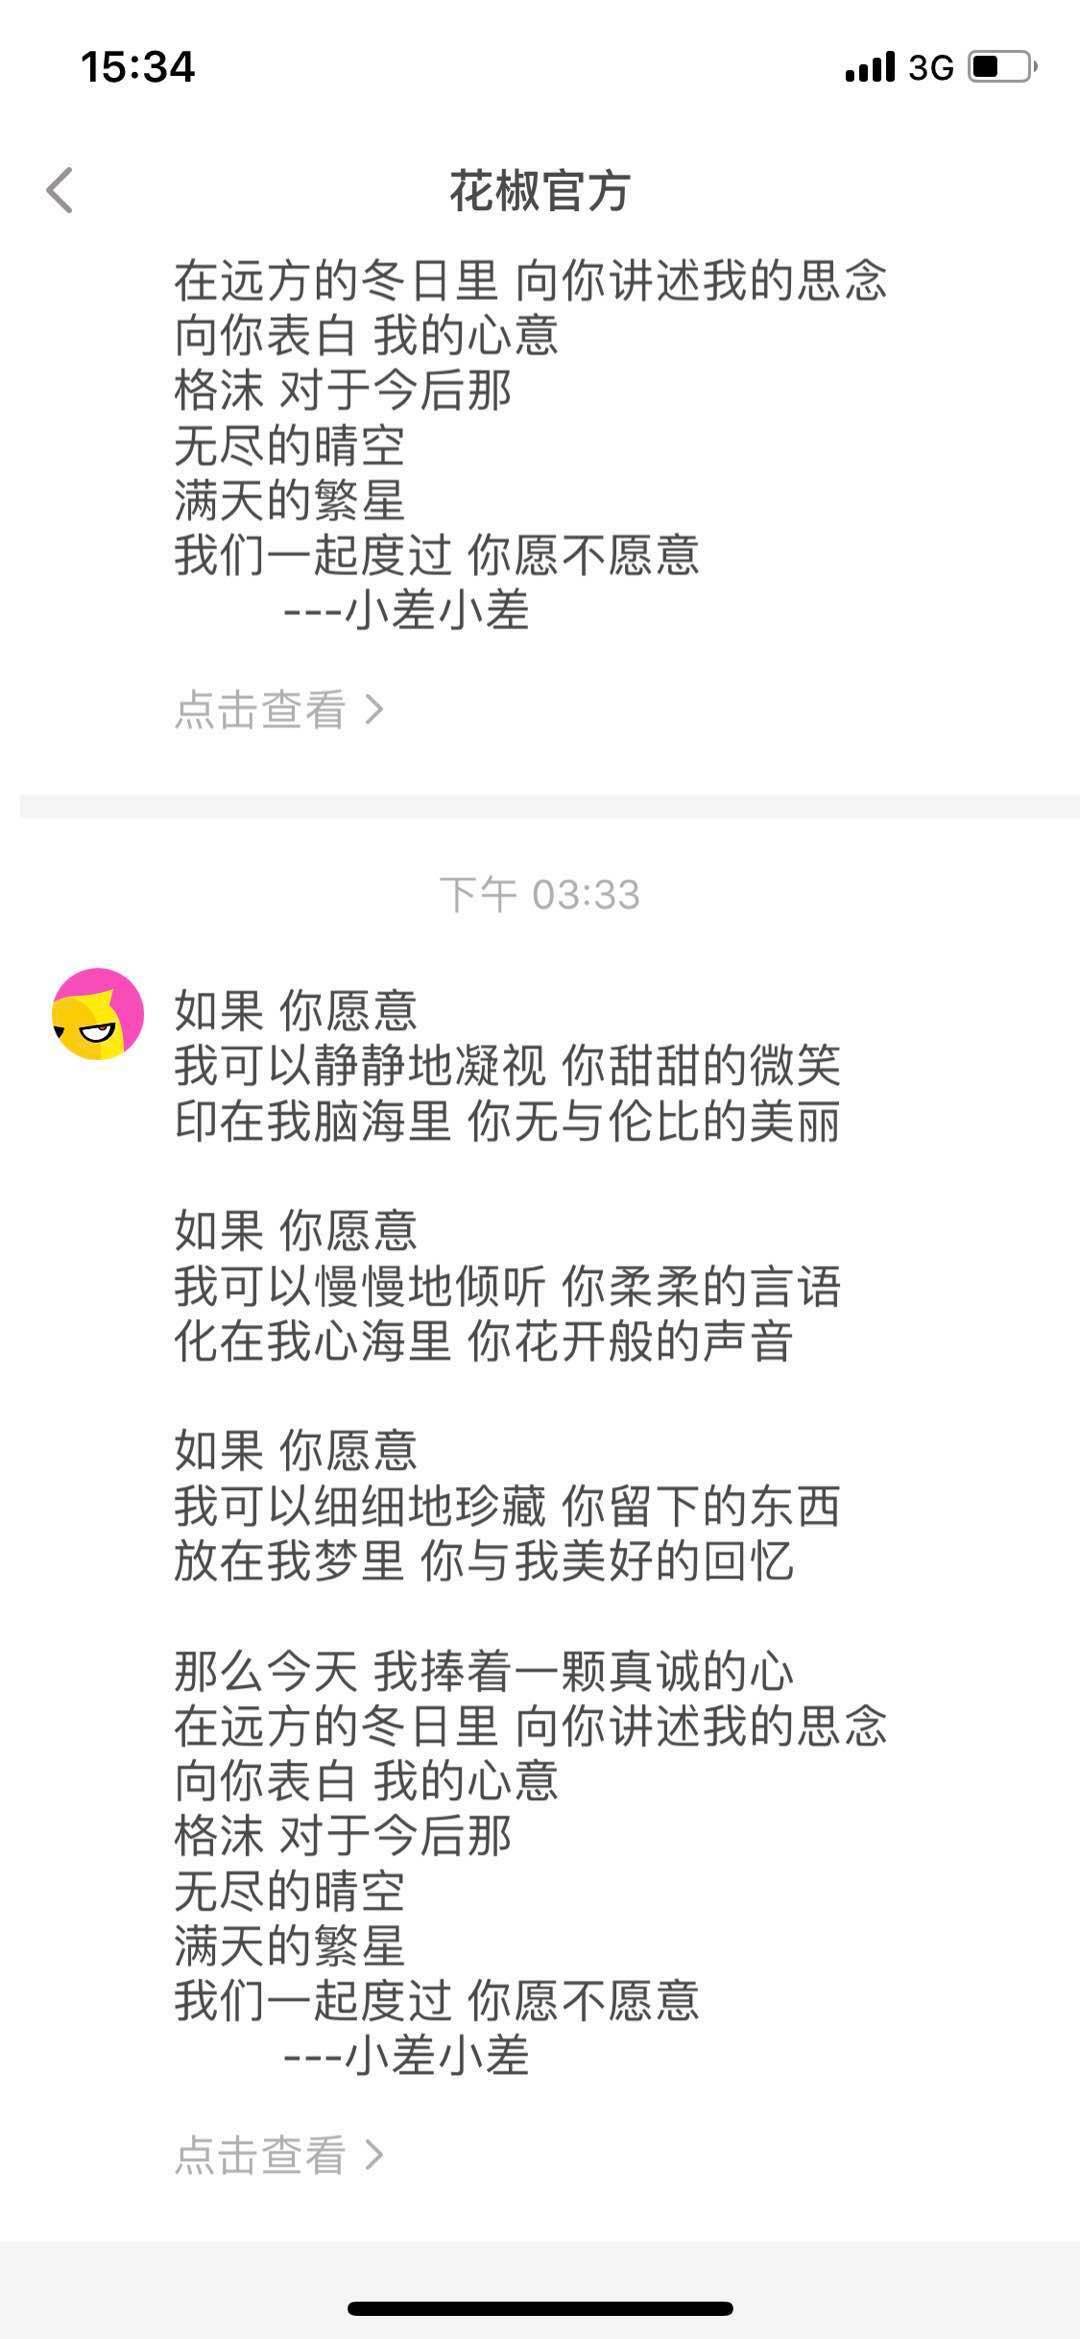 15:34
3G
花椒官方
在远方的冬日里 向你讲述我的思念
向你表白 我的心意
格沫 对于今后那
无尽的晴空
满天的繁星
我们一起度过 你愿不愿意
---小差小差
点击查看 >
下午 03:33
如果 你愿意
我可以静静地凝视 你甜甜的微笑
印在我脑海里 你无与伦比的美丽
如果 你愿意
我可以慢慢地倾听 你柔柔的言语
化在我心海里 你花开般的声音
如果 你愿意
我可以细细地珍藏 你留下的东西
放在我梦里 你与我美好的回忆
那么今天 我捧着一颗真诚的心
在远方的冬日里 向你讲述我的思念
向你表白 我的心意
格沫 对于今后那
无尽的晴空
满天的繁星
我们一起度过 你愿不愿意
---小差小差
点击查看 >